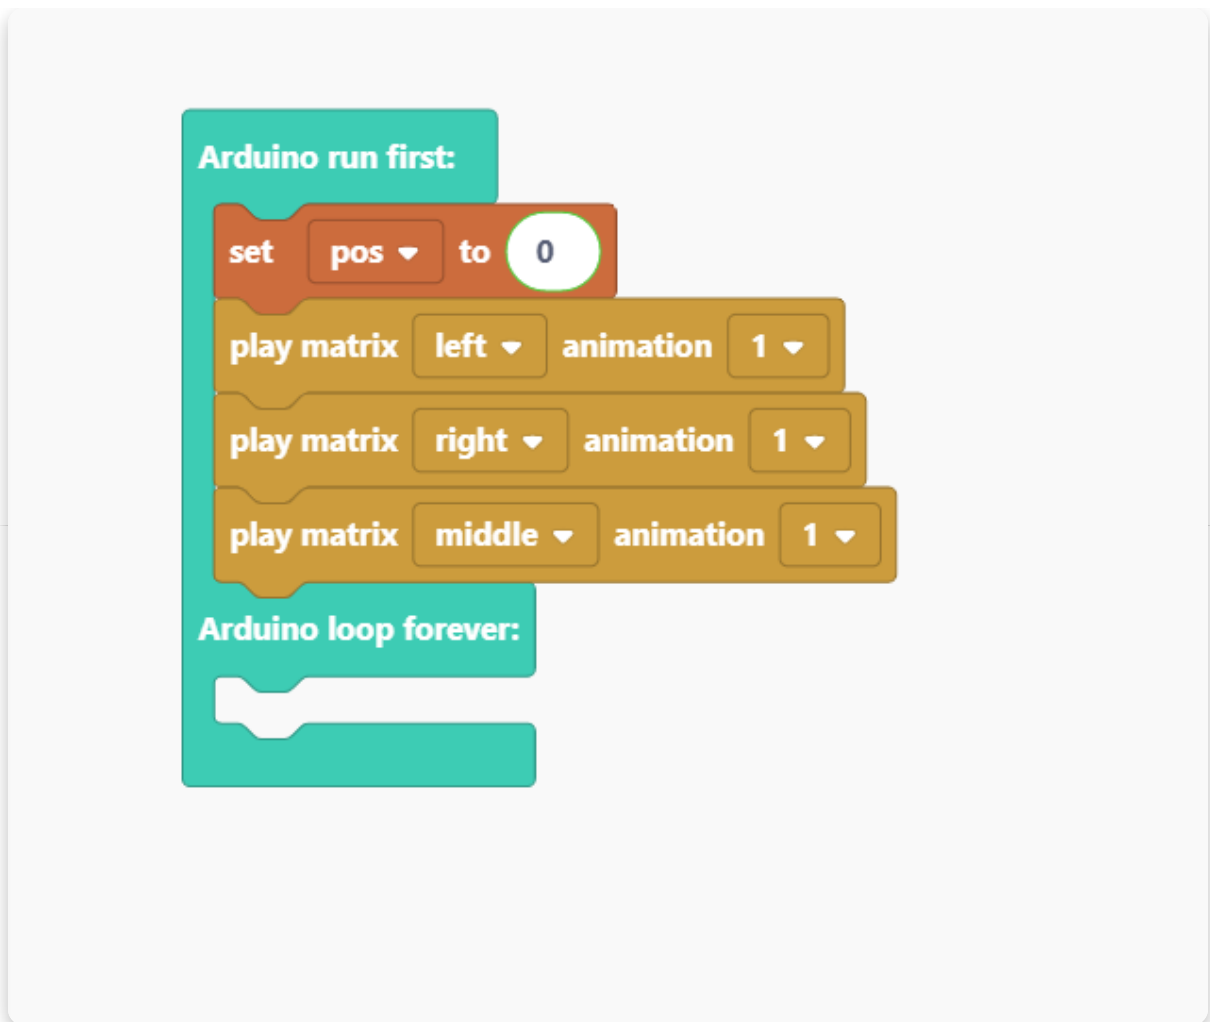 Arduino run first:
set pos to 0
play matrix left animation 1
play matrix right animation 1
play matrix middle animation 1
Arduino loop forever: